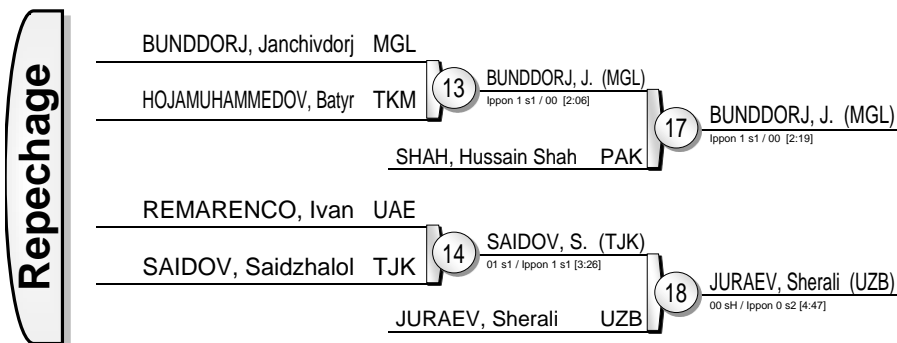 Repechage
BUNDDORJ, Janchivdorj MGL
HOJAMUHAMMEDOV, Batyr TKM
13
BUNDDORJ, J. (MGL)
Ippon 1 s1 / 00 [2:06]
SHAH, Hussain Shah PAK
17
BUNDDORJ, J. (MGL)
Ippon 1 s1 / 00 [2:19]
REMARENCO, Ivan UAE
SAIDOV, Saidzhalol TJK
14
SAIDOV, S. (TJK)
01 s1 / Ippon 1 s1 [3:26]
JURAEV, Sherali UZB
18
JURAEV, Sherali (UZB)
00 sH / Ippon 0 s2 [4:47]